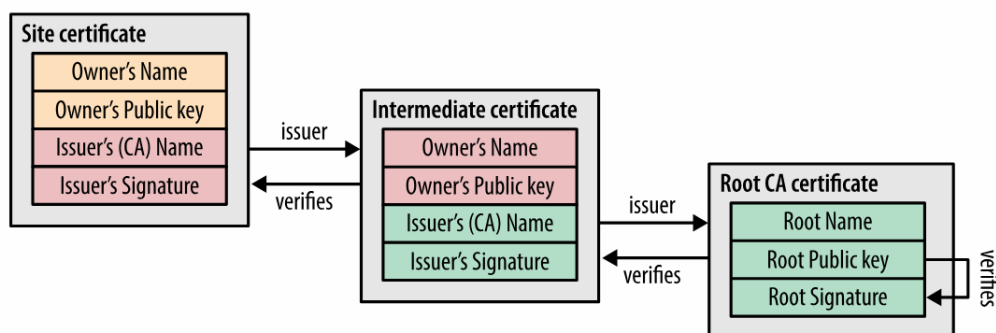 Site certificate
Owner’s Name
Owner’s Public key
Issuer’s (CA) Name
Issuer’s Signature
issuer
verifies
Intermediate certificate
Owner’s Name
Owner’s Public key
Issuer’s (CA) Name
Issuer’s Signature
issuer
verifies
Root CA certificate
Root Name
Root Public key
Root Signature
verifies